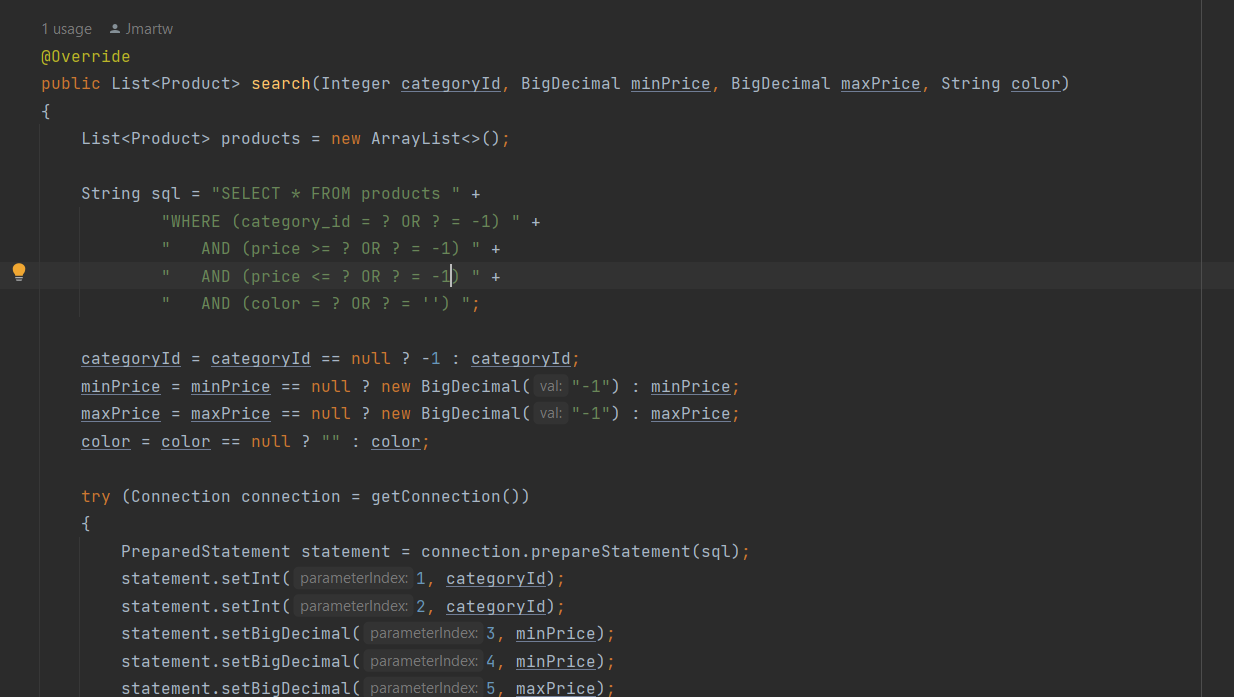 1 usage Jmartw
@Override
public List<Product> search(Integer categoryId, BigDecimal minPrice, BigDecimal maxPrice, String color)
{
List<Product> products = new ArrayList<>();
String sql = "SELECT * FROM products " +
"WHERE (category_id = ? OR ? = -1) " +
"   AND (price >= ? OR ? = -1) " +
"   AND (price <= ? OR ? = -1) " +
"   AND (color = ? OR ? = '') ";
categoryId = categoryId == null ? -1 : categoryId;
minPrice = minPrice == null ? new BigDecimal( val: "-1") : minPrice;
maxPrice = maxPrice == null ? new BigDecimal( val: "-1") : maxPrice;
color = color == null ? "" : color;
try (Connection connection = getConnection())
{
PreparedStatement statement = connection.prepareStatement(sql);
statement.setInt( parameterIndex: 1, categoryId);
statement.setInt( parameterIndex: 2, categoryId);
statement.setBigDecimal( parameterIndex: 3, minPrice);
statement.setBigDecimal( parameterIndex: 4, minPrice);
statement.setBigDecimal( parameterIndex: 5, maxPrice);